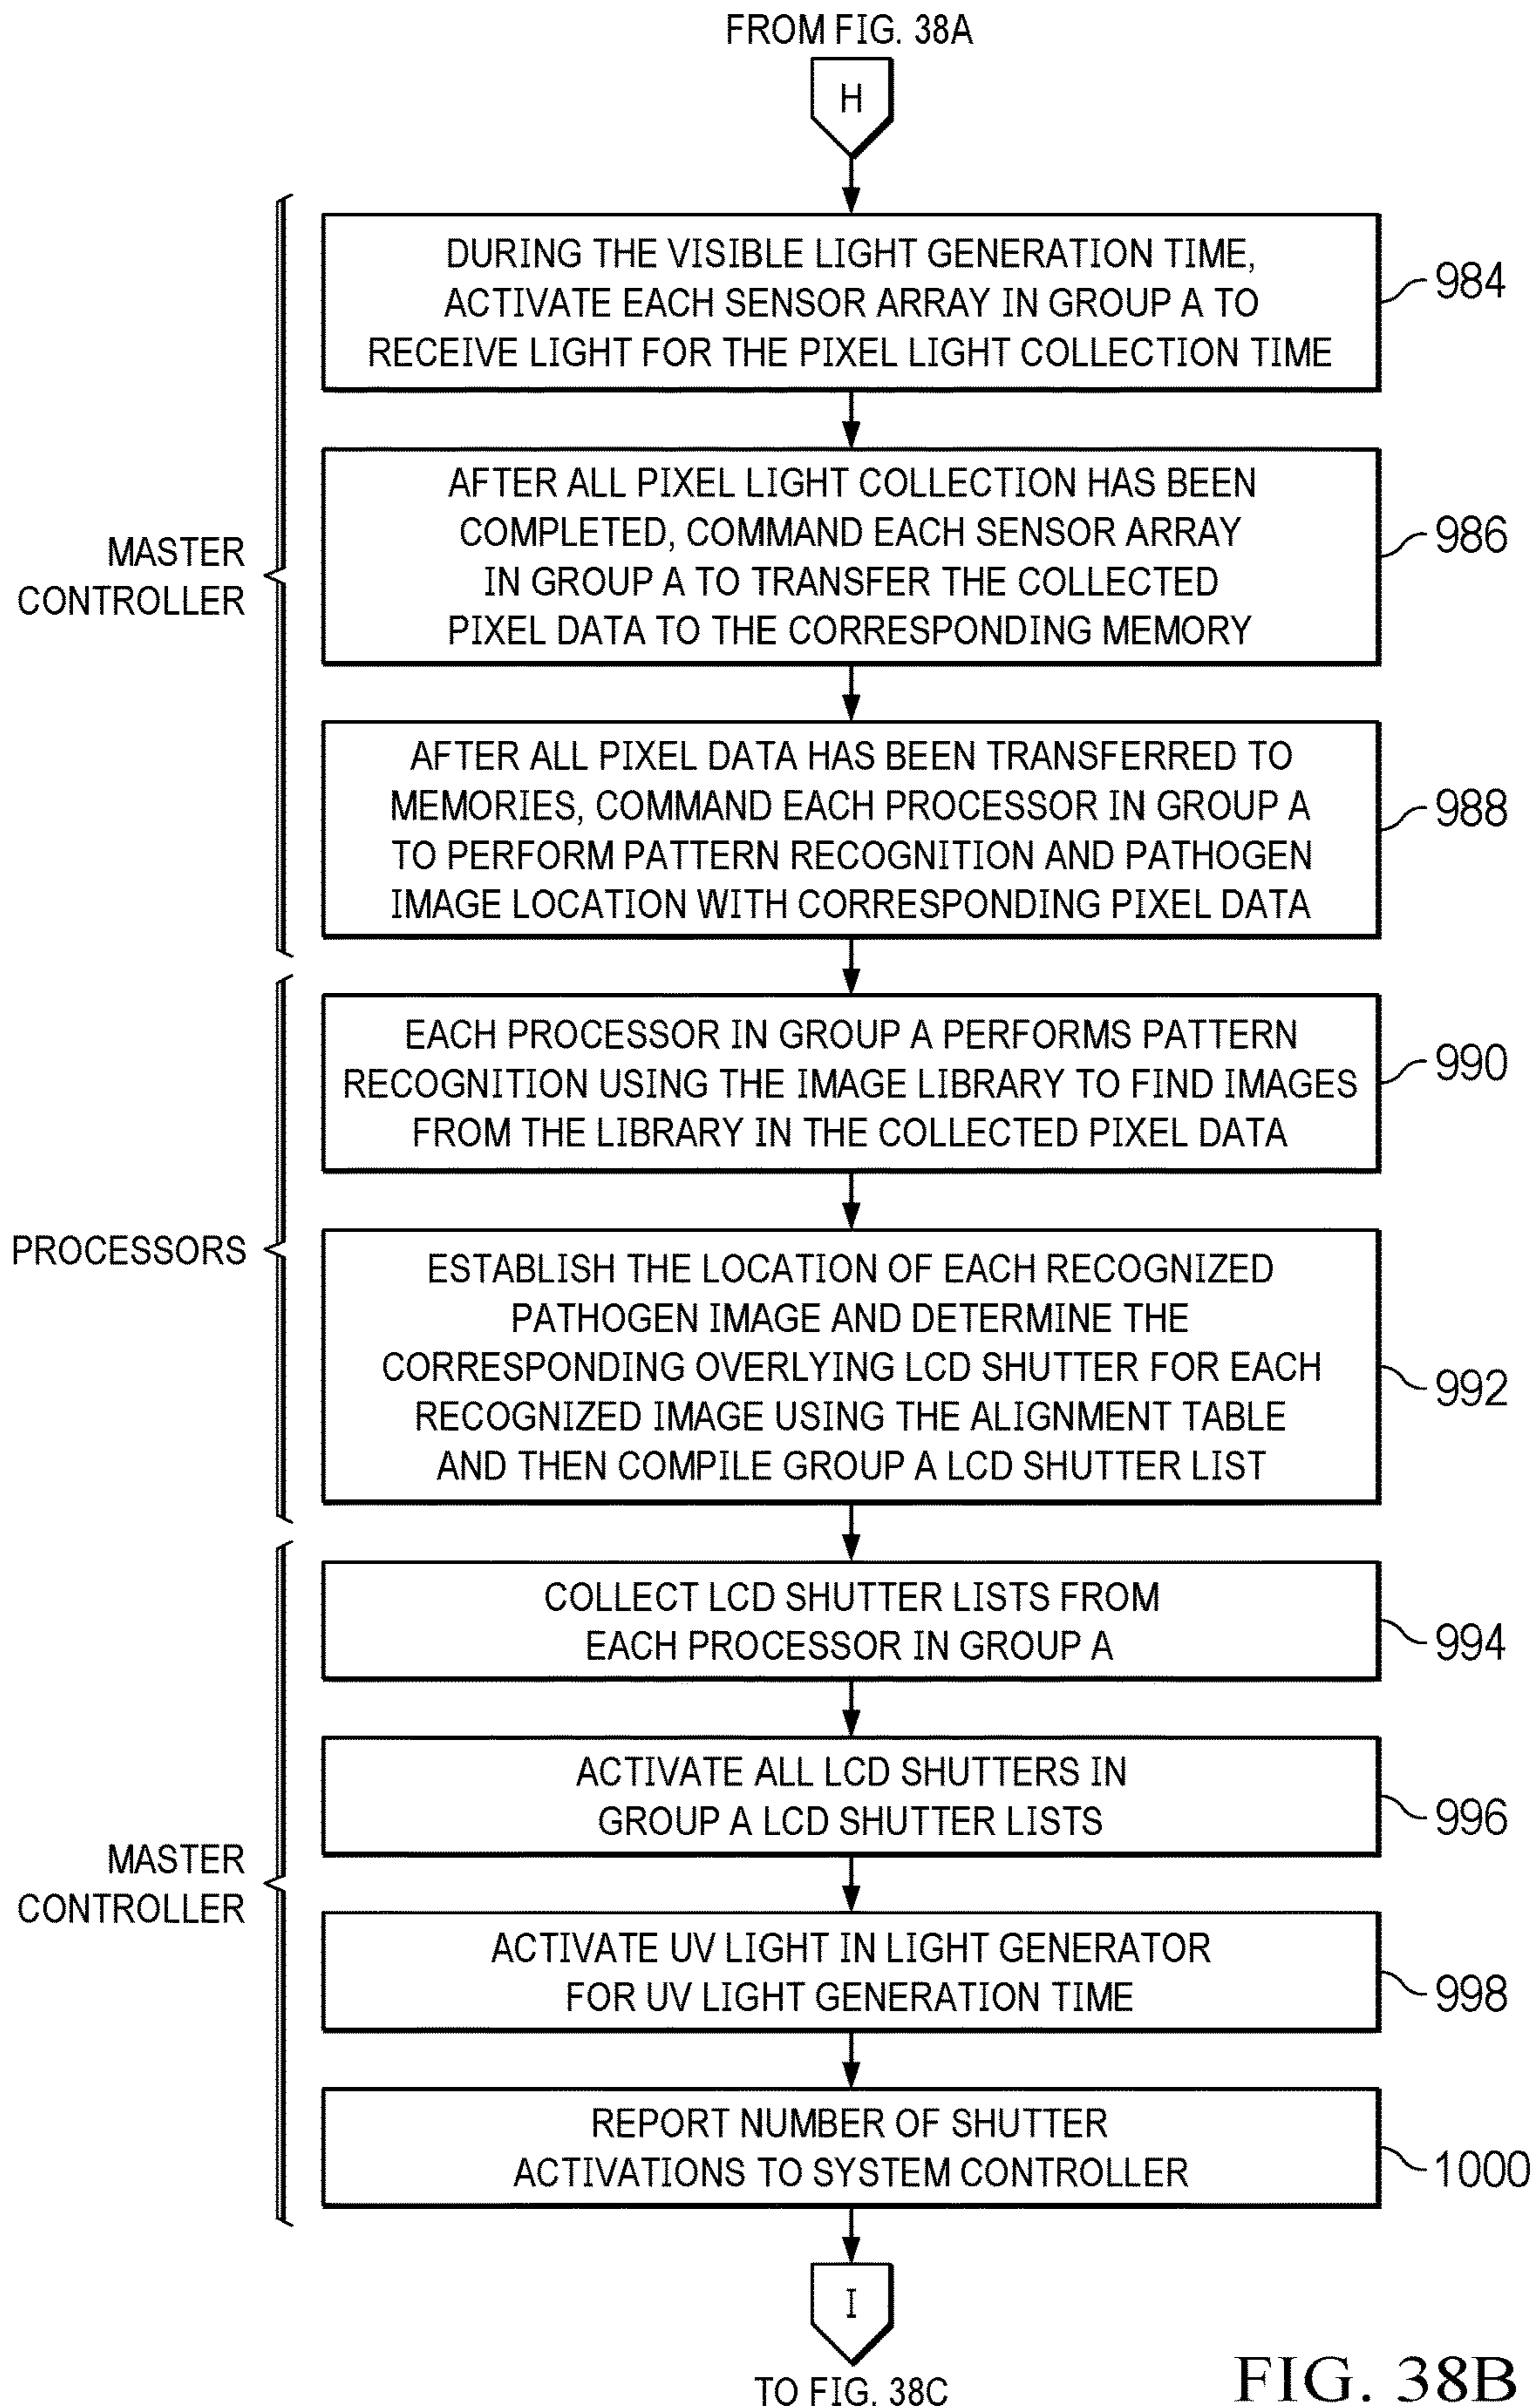 FROM FIG. 38A
H
DURING THE VISIBLE LIGHT GENERATION TIME,
ACTIVATE EACH SENSOR ARRAY IN GROUP A TO
RECEIVE LIGHT FOR THE PIXEL LIGHT COLLECTION TIME
984
AFTER ALL PIXEL LIGHT COLLECTION HAS BEEN
COMPLETED, COMMAND EACH SENSOR ARRAY
IN GROUP A TO TRANSFER THE COLLECTED
PIXEL DATA TO THE CORRESPONDING MEMORY
986
MASTER
CONTROLLER
AFTER ALL PIXEL DATA HAS BEEN TRANSFERRED TO
MEMORIES, COMMAND EACH PROCESSOR IN GROUP A
TO PERFORM PATTERN RECOGNITION AND PATHOGEN
IMAGE LOCATION WITH CORRESPONDING PIXEL DATA
988
EACH PROCESSOR IN GROUP A PERFORMS PATTERN
RECOGNITION USING THE IMAGE LIBRARY TO FIND IMAGES
FROM THE LIBRARY IN THE COLLECTED PIXEL DATA
990
PROCESSORS
ESTABLISH THE LOCATION OF EACH RECOGNIZED
PATHOGEN IMAGE AND DETERMINE THE
CORRESPONDING OVERLYING LCD SHUTTER FOR EACH
RECOGNIZED IMAGE USING THE ALIGNMENT TABLE
AND THEN COMPILE GROUP A LCD SHUTTER LIST
992
COLLECT LCD SHUTTER LISTS FROM
EACH PROCESSOR IN GROUP A
994
ACTIVATE ALL LCD SHUTTERS IN
GROUP A LCD SHUTTER LISTS
996
MASTER
CONTROLLER
ACTIVATE UV LIGHT IN LIGHT GENERATOR
FOR UV LIGHT GENERATION TIME
998
REPORT NUMBER OF SHUTTER
ACTIVATIONS TO SYSTEM CONTROLLER
1000
I
TO FIG. 38C
FIG. 38B